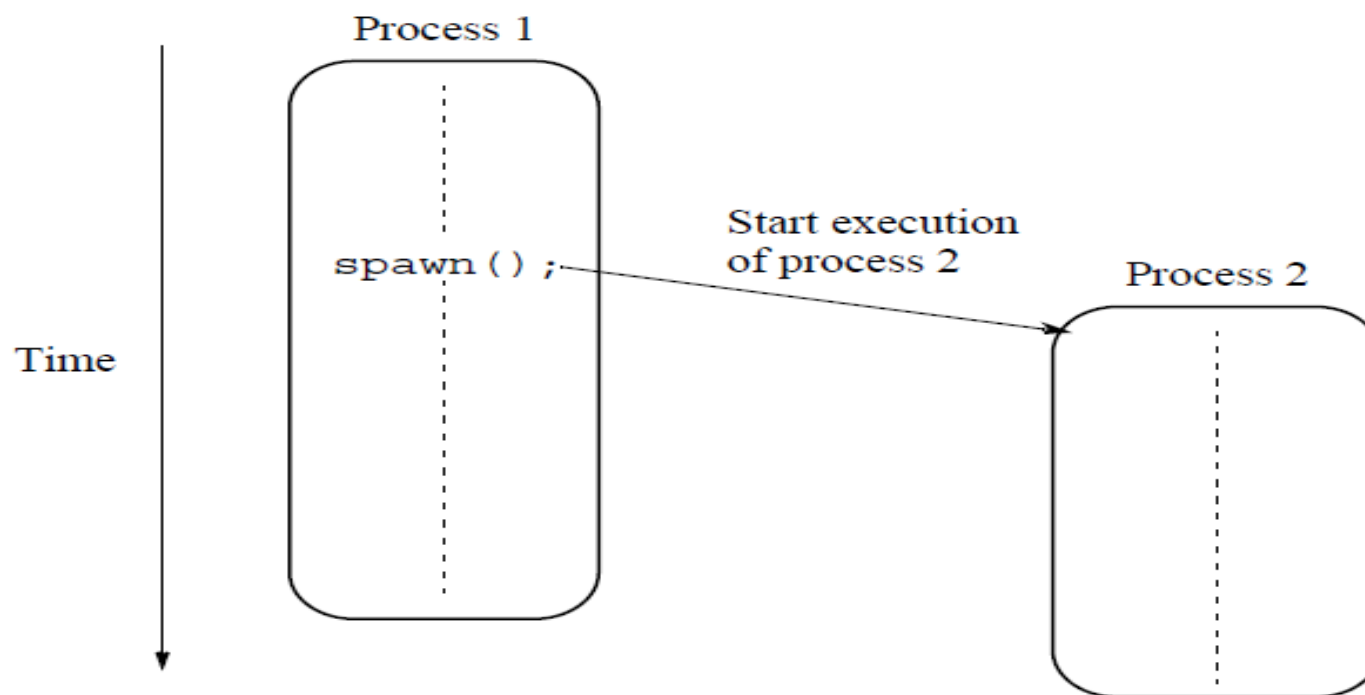 Process 1
Start execution
spawn();
of process 2
Process 2
Time